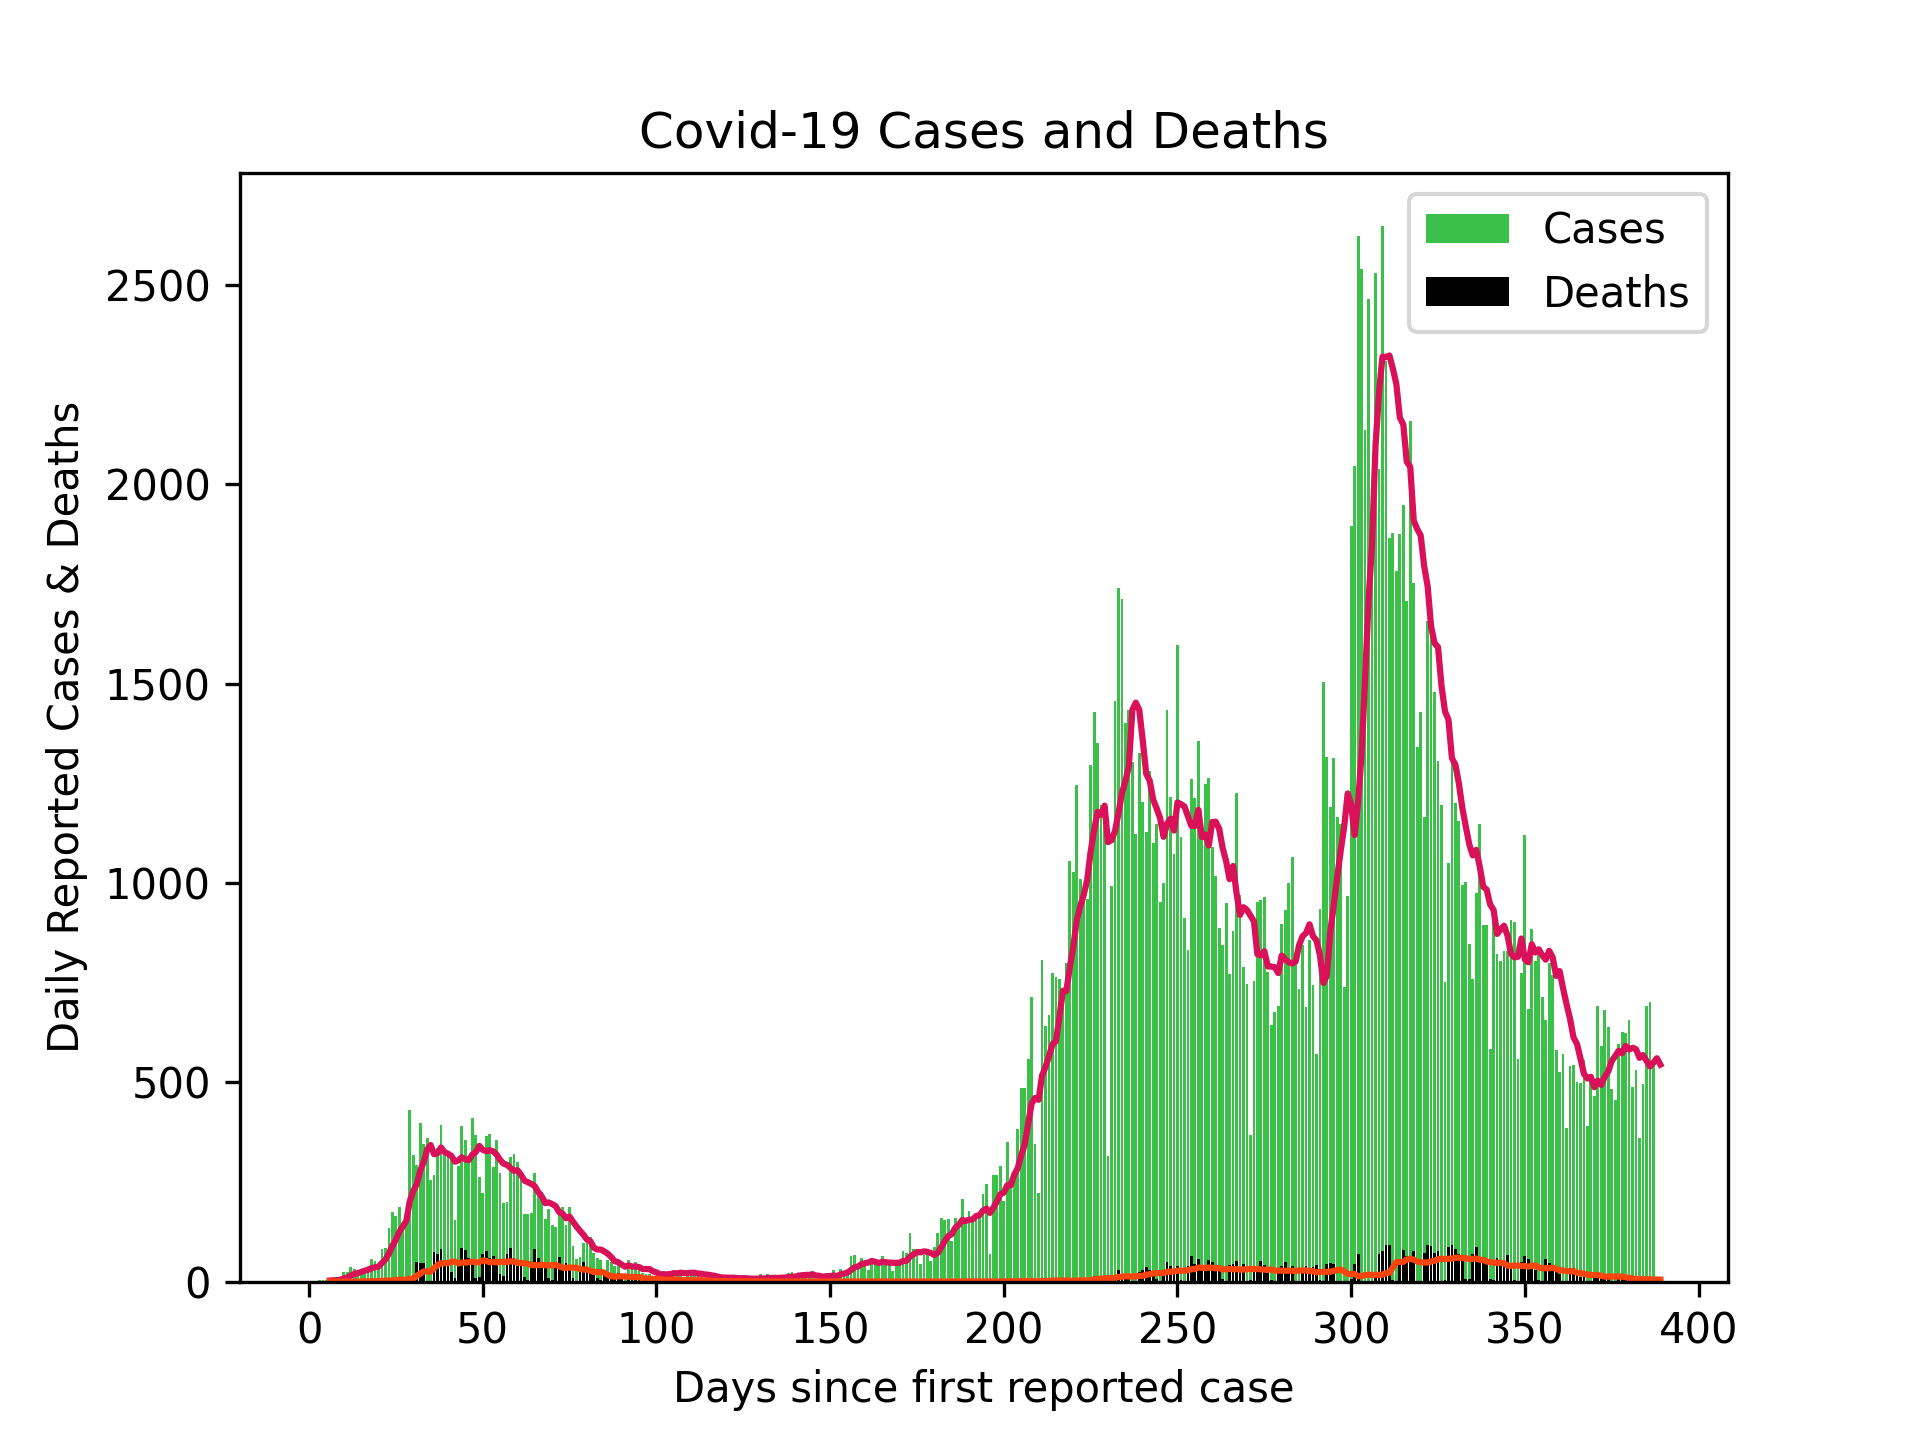 Covid-19 Cases and Deaths
Cases
Deaths
Daily Reported Cases & Deaths
2500
2000
1500
1000
500
0
0 50 100 150 200 250 300 350 400
Days since first reported case